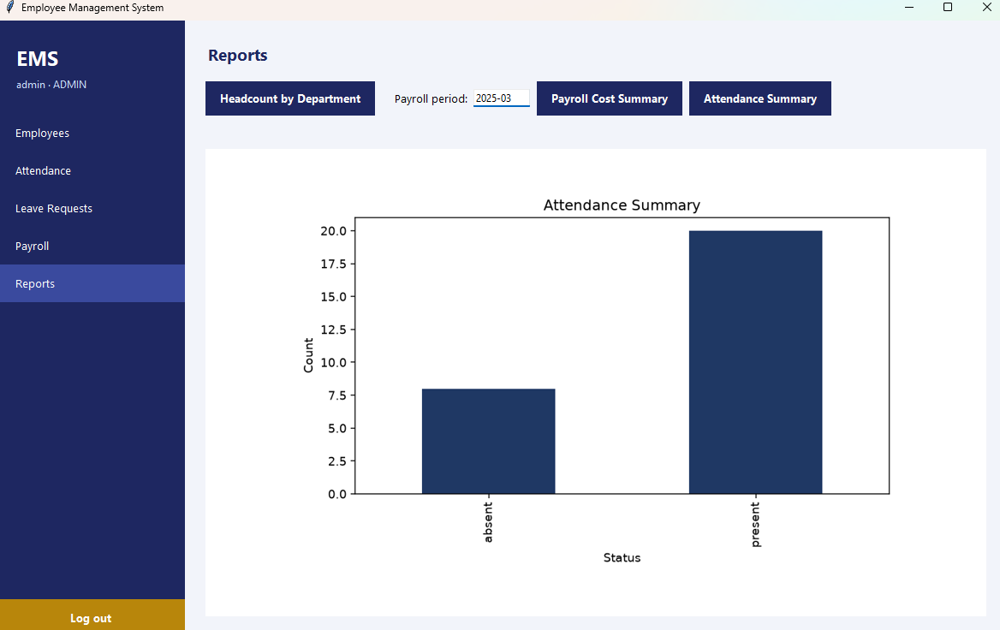 Employee Management System
EMS
admin · ADMIN
Employees
Attendance
Leave Requests
Payroll
Reports
Log out
Reports
Headcount by Department
Payroll period:
2025-03
Payroll Cost Summary
Attendance Summary
Attendance Summary
Count
20.0
17.5
15.0
12.5
10.0
7.5
5.0
2.5
0.0
absent
present
Status